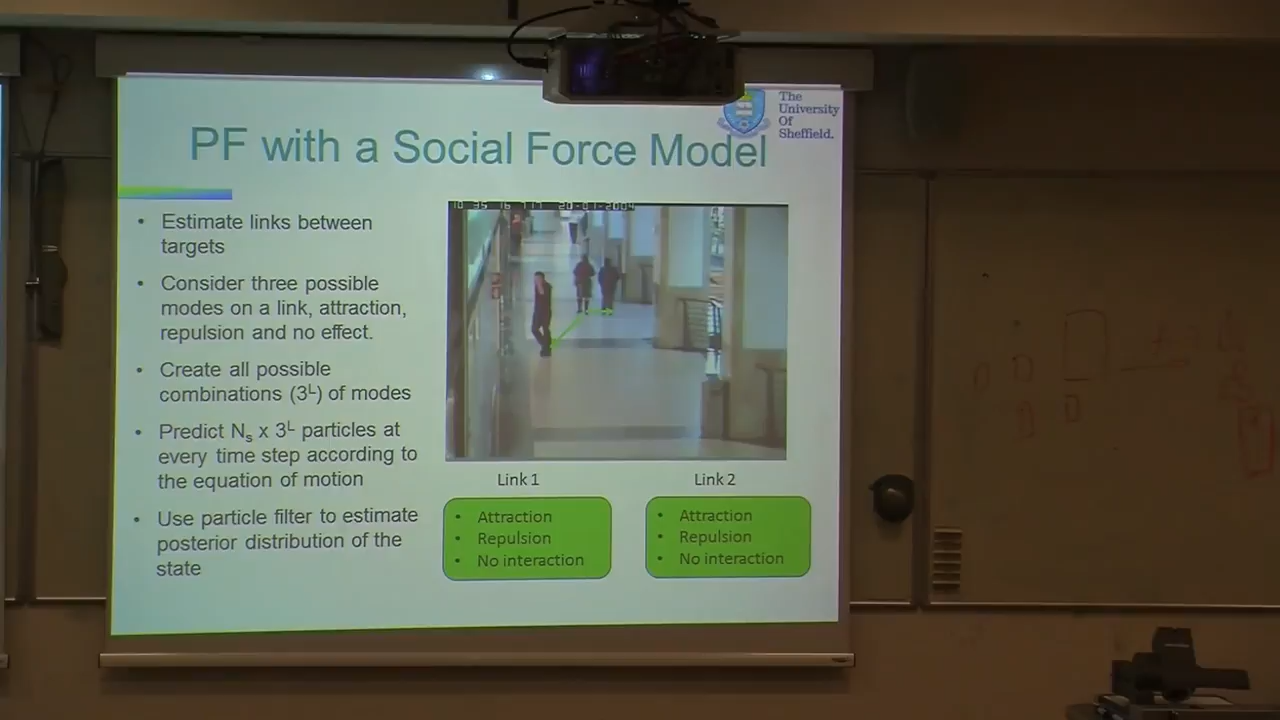 The
University
Of
Sheffield.
PF with a Social Force Model
• Estimate links between
targets
• Consider three possible
modes on a link, attraction,
repulsion and no effect.
• Create all possible
combinations (3ᴸ) of modes
• Predict Nₛ x 3ᴸ particles at
every time step according to
the equation of motion
• Use particle filter to estimate
posterior distribution of the
state
Link 1
• Attraction
• Repulsion
• No interaction
Link 2
• Attraction
• Repulsion
• No interaction